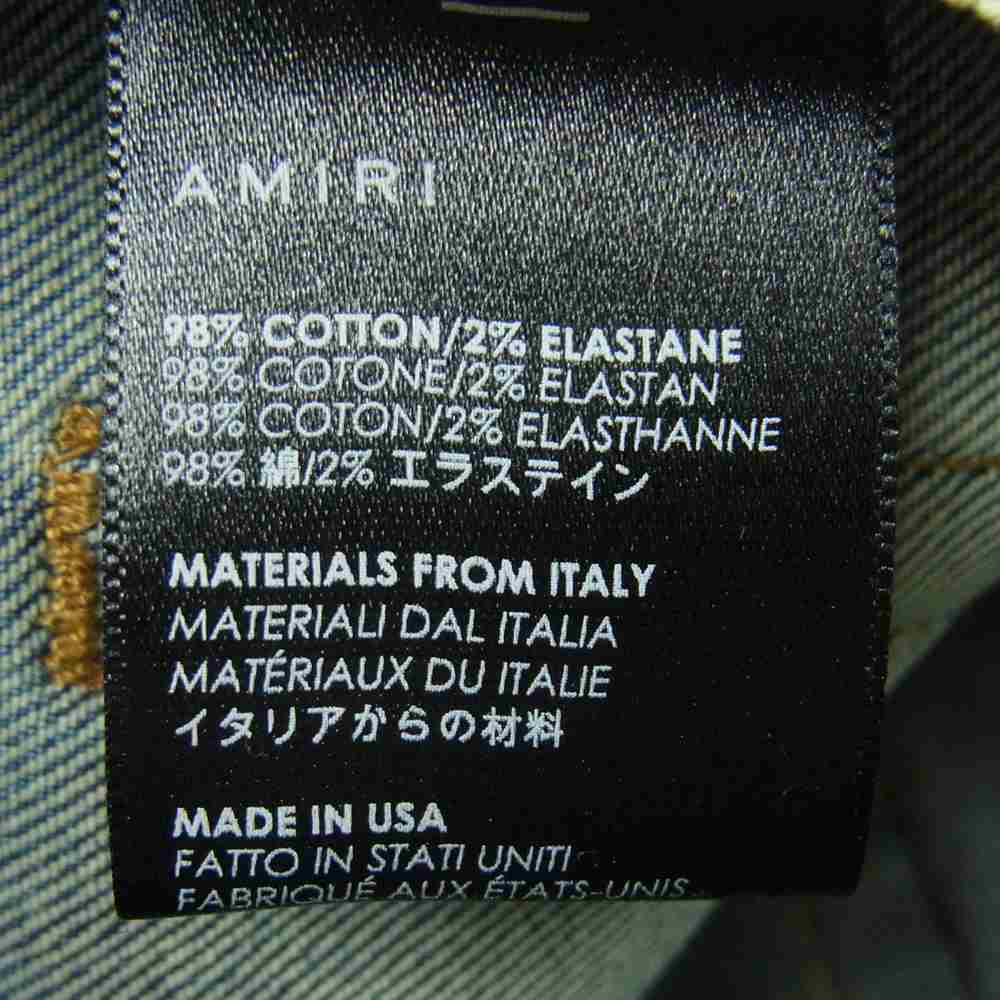 AMIRI
98% COTTON/2% ELASTANE
98% COTONE/2% ELASTAN
98% COTON/2% ELASTHANNE
98% 綿/2% エラステイン
MATERIALS FROM ITALY
MATERIALI DAL ITALIA
MATÉRIAUX DU ITALIE
イタリアからの材料
MADE IN USA
FATTO IN STATI UNITI
FABRIQUÉ AUX ÉTATS-UNIS